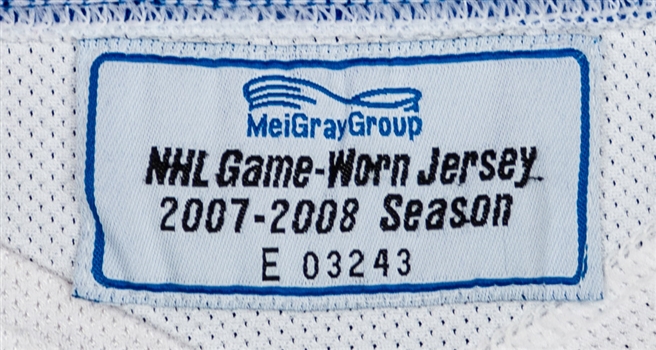 MeiGrayGroup
NHL Game-Worn Jersey
2007-2008 Season
E 03243